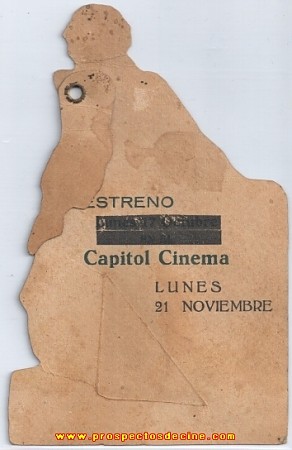 ESTRENO
Capitol Cinema
LUNES
21 NOVIEMBRE
www.prospectosdecine.com